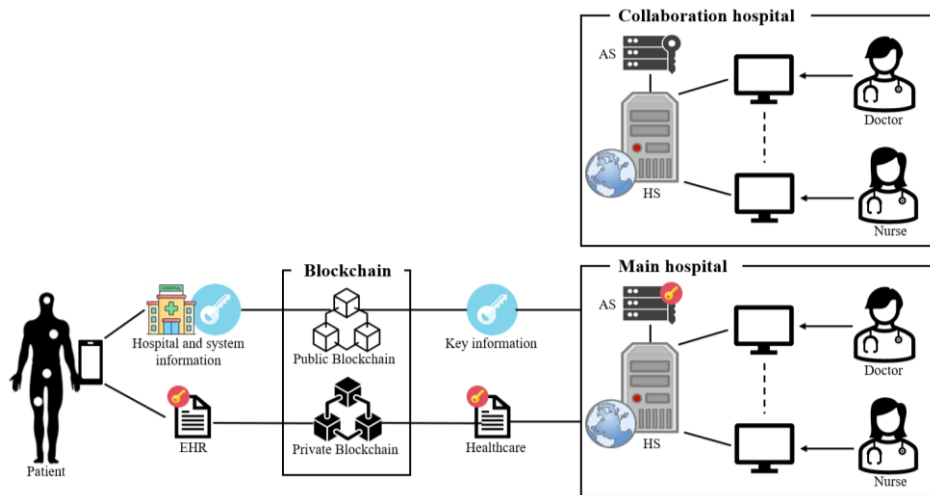 Collaboration hospital
AS
HS
Doctor
Nurse
Blockchain
HOSPITAL
Hospital and system
information
Public Blockchain
Key information
EHR
Private Blockchain
Healthcare
Patient
Main hospital
AS
HS
Doctor
Nurse